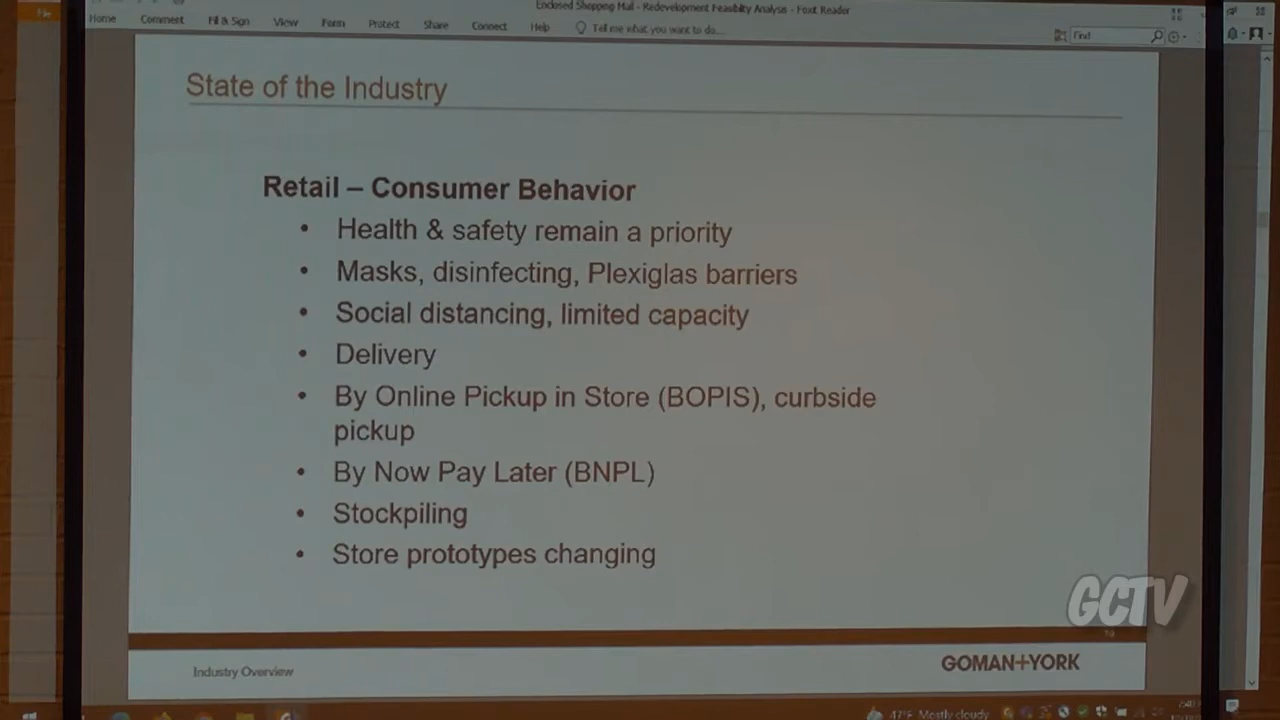 Enclosed Shopping Mall - Redevelopment Feasibility Analysis - Foxit Reader
Home Comment Fill & Sign View Form Protect Share Connect Help Tell me what you want to do... Find
State of the Industry
Retail – Consumer Behavior
• Health & safety remain a priority
• Masks, disinfecting, Plexiglas barriers
• Social distancing, limited capacity
• Delivery
• By Online Pickup in Store (BOPIS), curbside
pickup
• By Now Pay Later (BNPL)
• Stockpiling
• Store prototypes changing
GCTV
Industry Overview
GOMAN+YORK
47°F Mostly cloudy